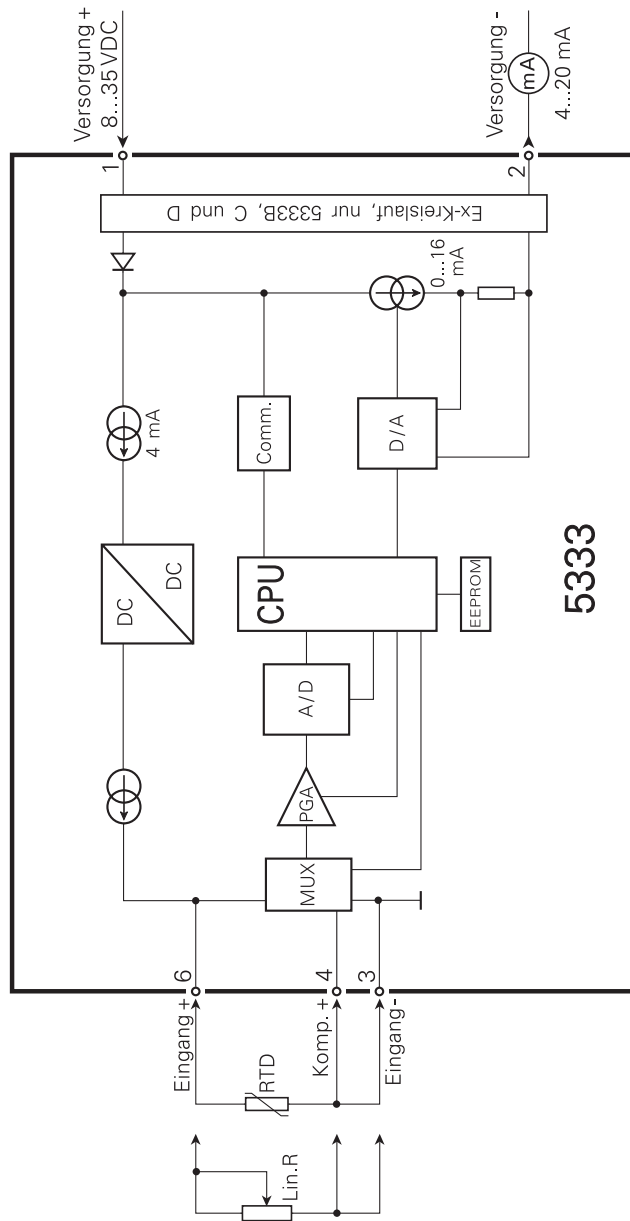 Versorgung +
8...35 VDC
Versorgung -
mA
4...20 mA
1
2
Ex-Kreislauf, nur 5333B, C und D
0...16
mA
4 mA
Comm.
D/A
DC
DC
CPU
EEPROM
5333
A/D
PGA
MUX
6
4
3
Eingang +
Komp. +
Eingang-
RTD
Lin.R